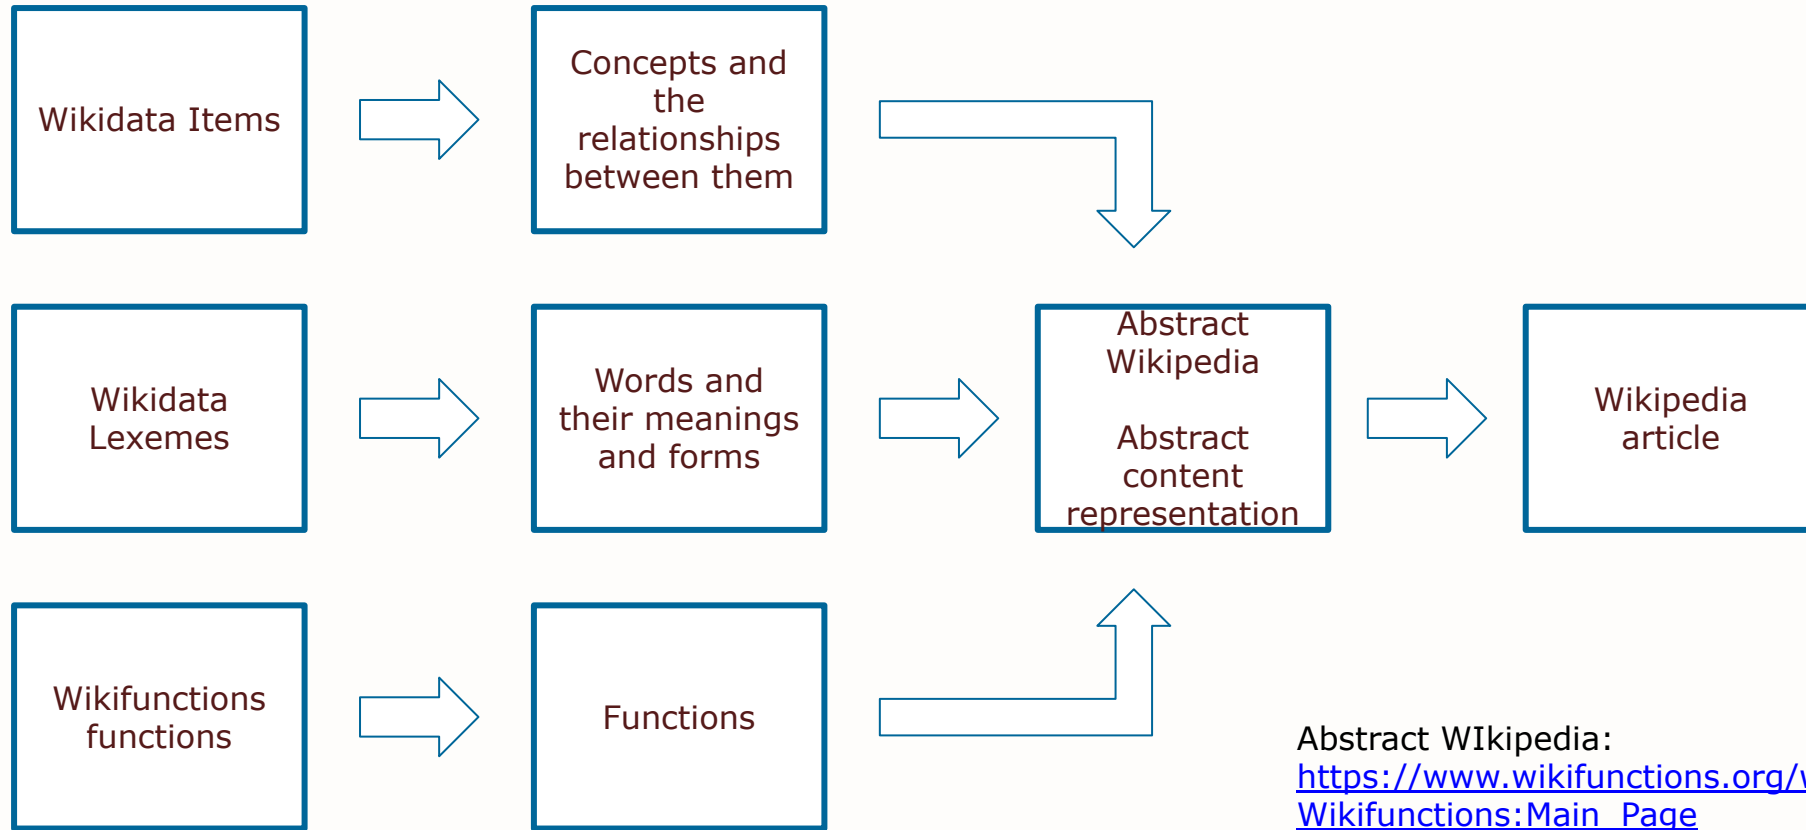 Wikidata Items
Concepts and
the
relationships
between them
Wikidata
Lexemes
Words and
their meanings
and forms
Abstract
Wikipedia
Abstract
content
representation
Wikipedia
article
Wikifunctions
functions
Functions
Abstract WIkipedia:
https://www.wikifunctions.org/
Wikifunctions:Main_Page